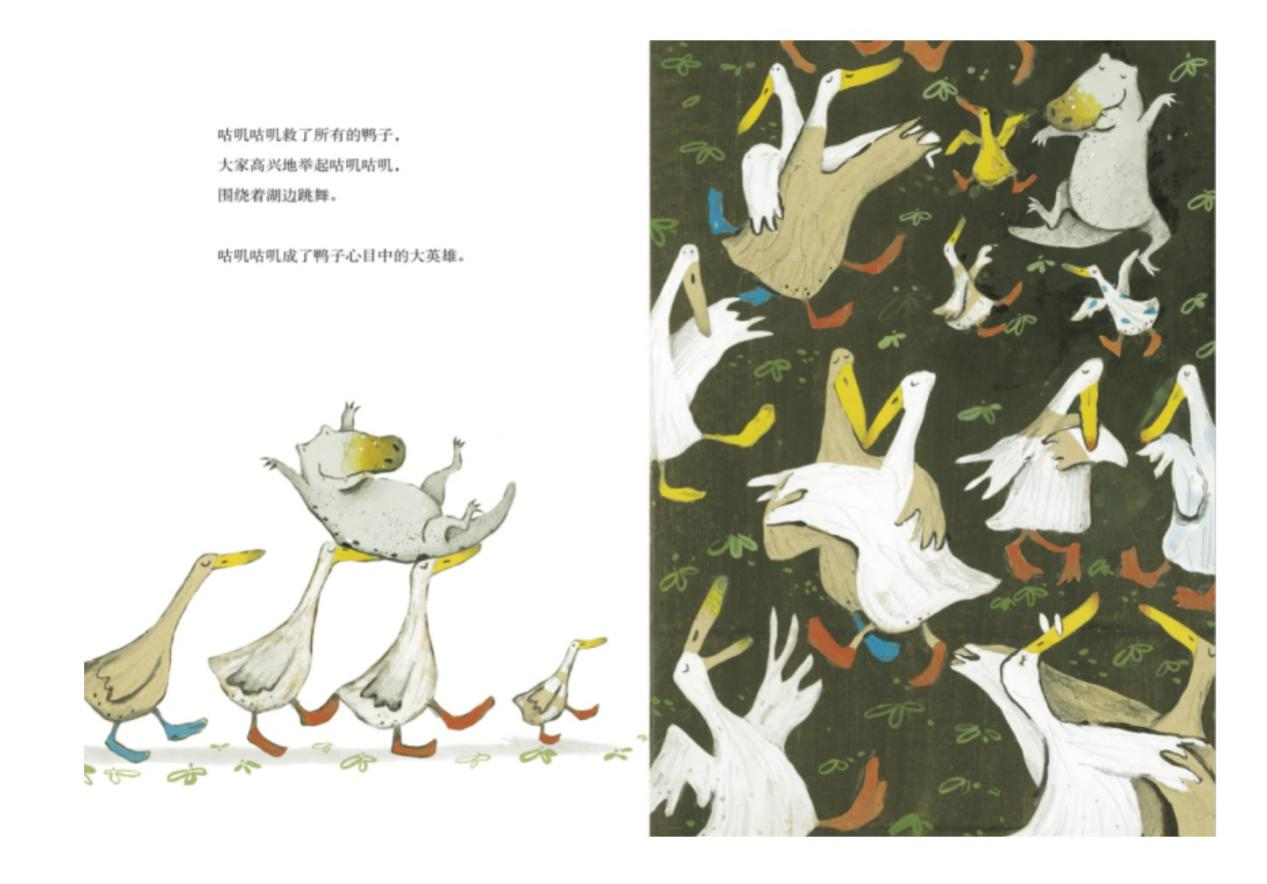 咕叽咕叽救了所有的鸭子，
大家高兴地举起咕叽咕叽，
围绕着湖边跳舞。
咕叽咕叽成了鸭子心目中的大英雄。